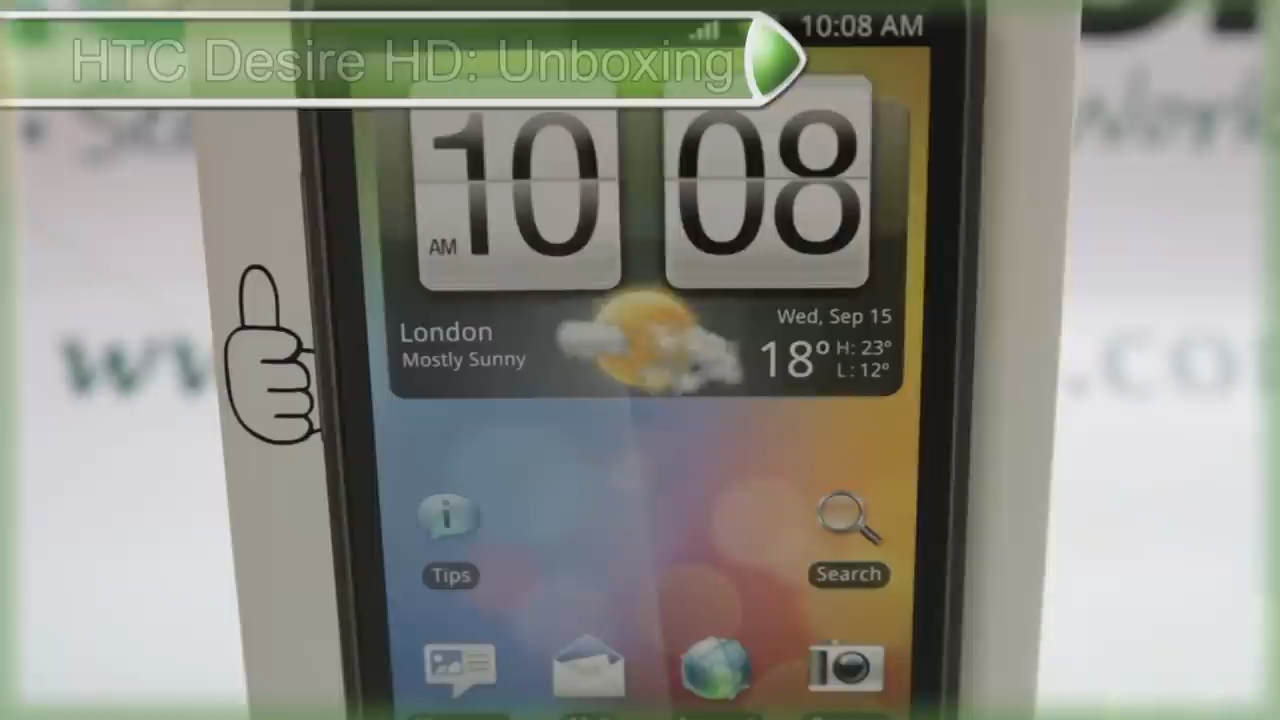 10:08 AM
HTC Desire HD: Unboxing
10 08
AM
London
Mostly Sunny
Wed, Sep 15
18° H: 23°
L: 12°
Tips
Search